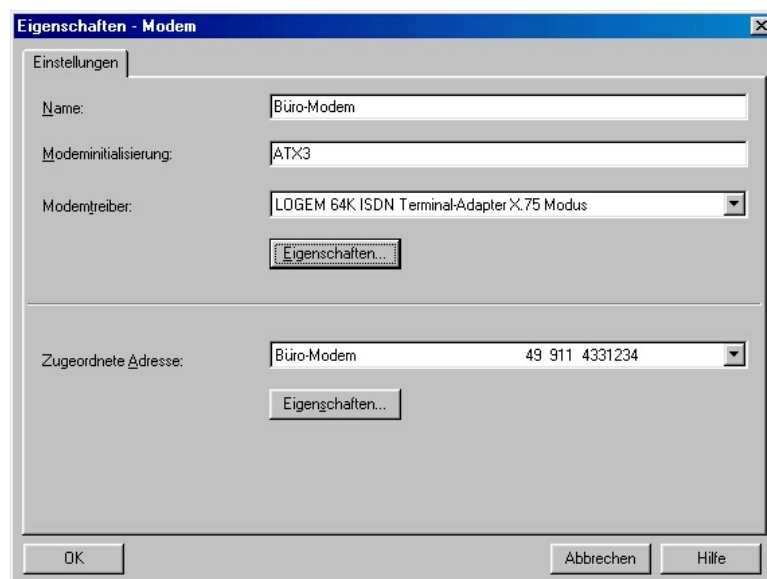 Eigenschaften - Modem
Einstellungen
Name: Büro-Modem
Modeminitialisierung: ATX3
Modemtreiber: LOGEM 64K ISDN Terminal-Adapter X.75 Modus
Eigenschaften...
Zugeordnete Adresse: Büro-Modem 49 911 4331234
Eigenschaften...
OK Abbrechen Hilfe